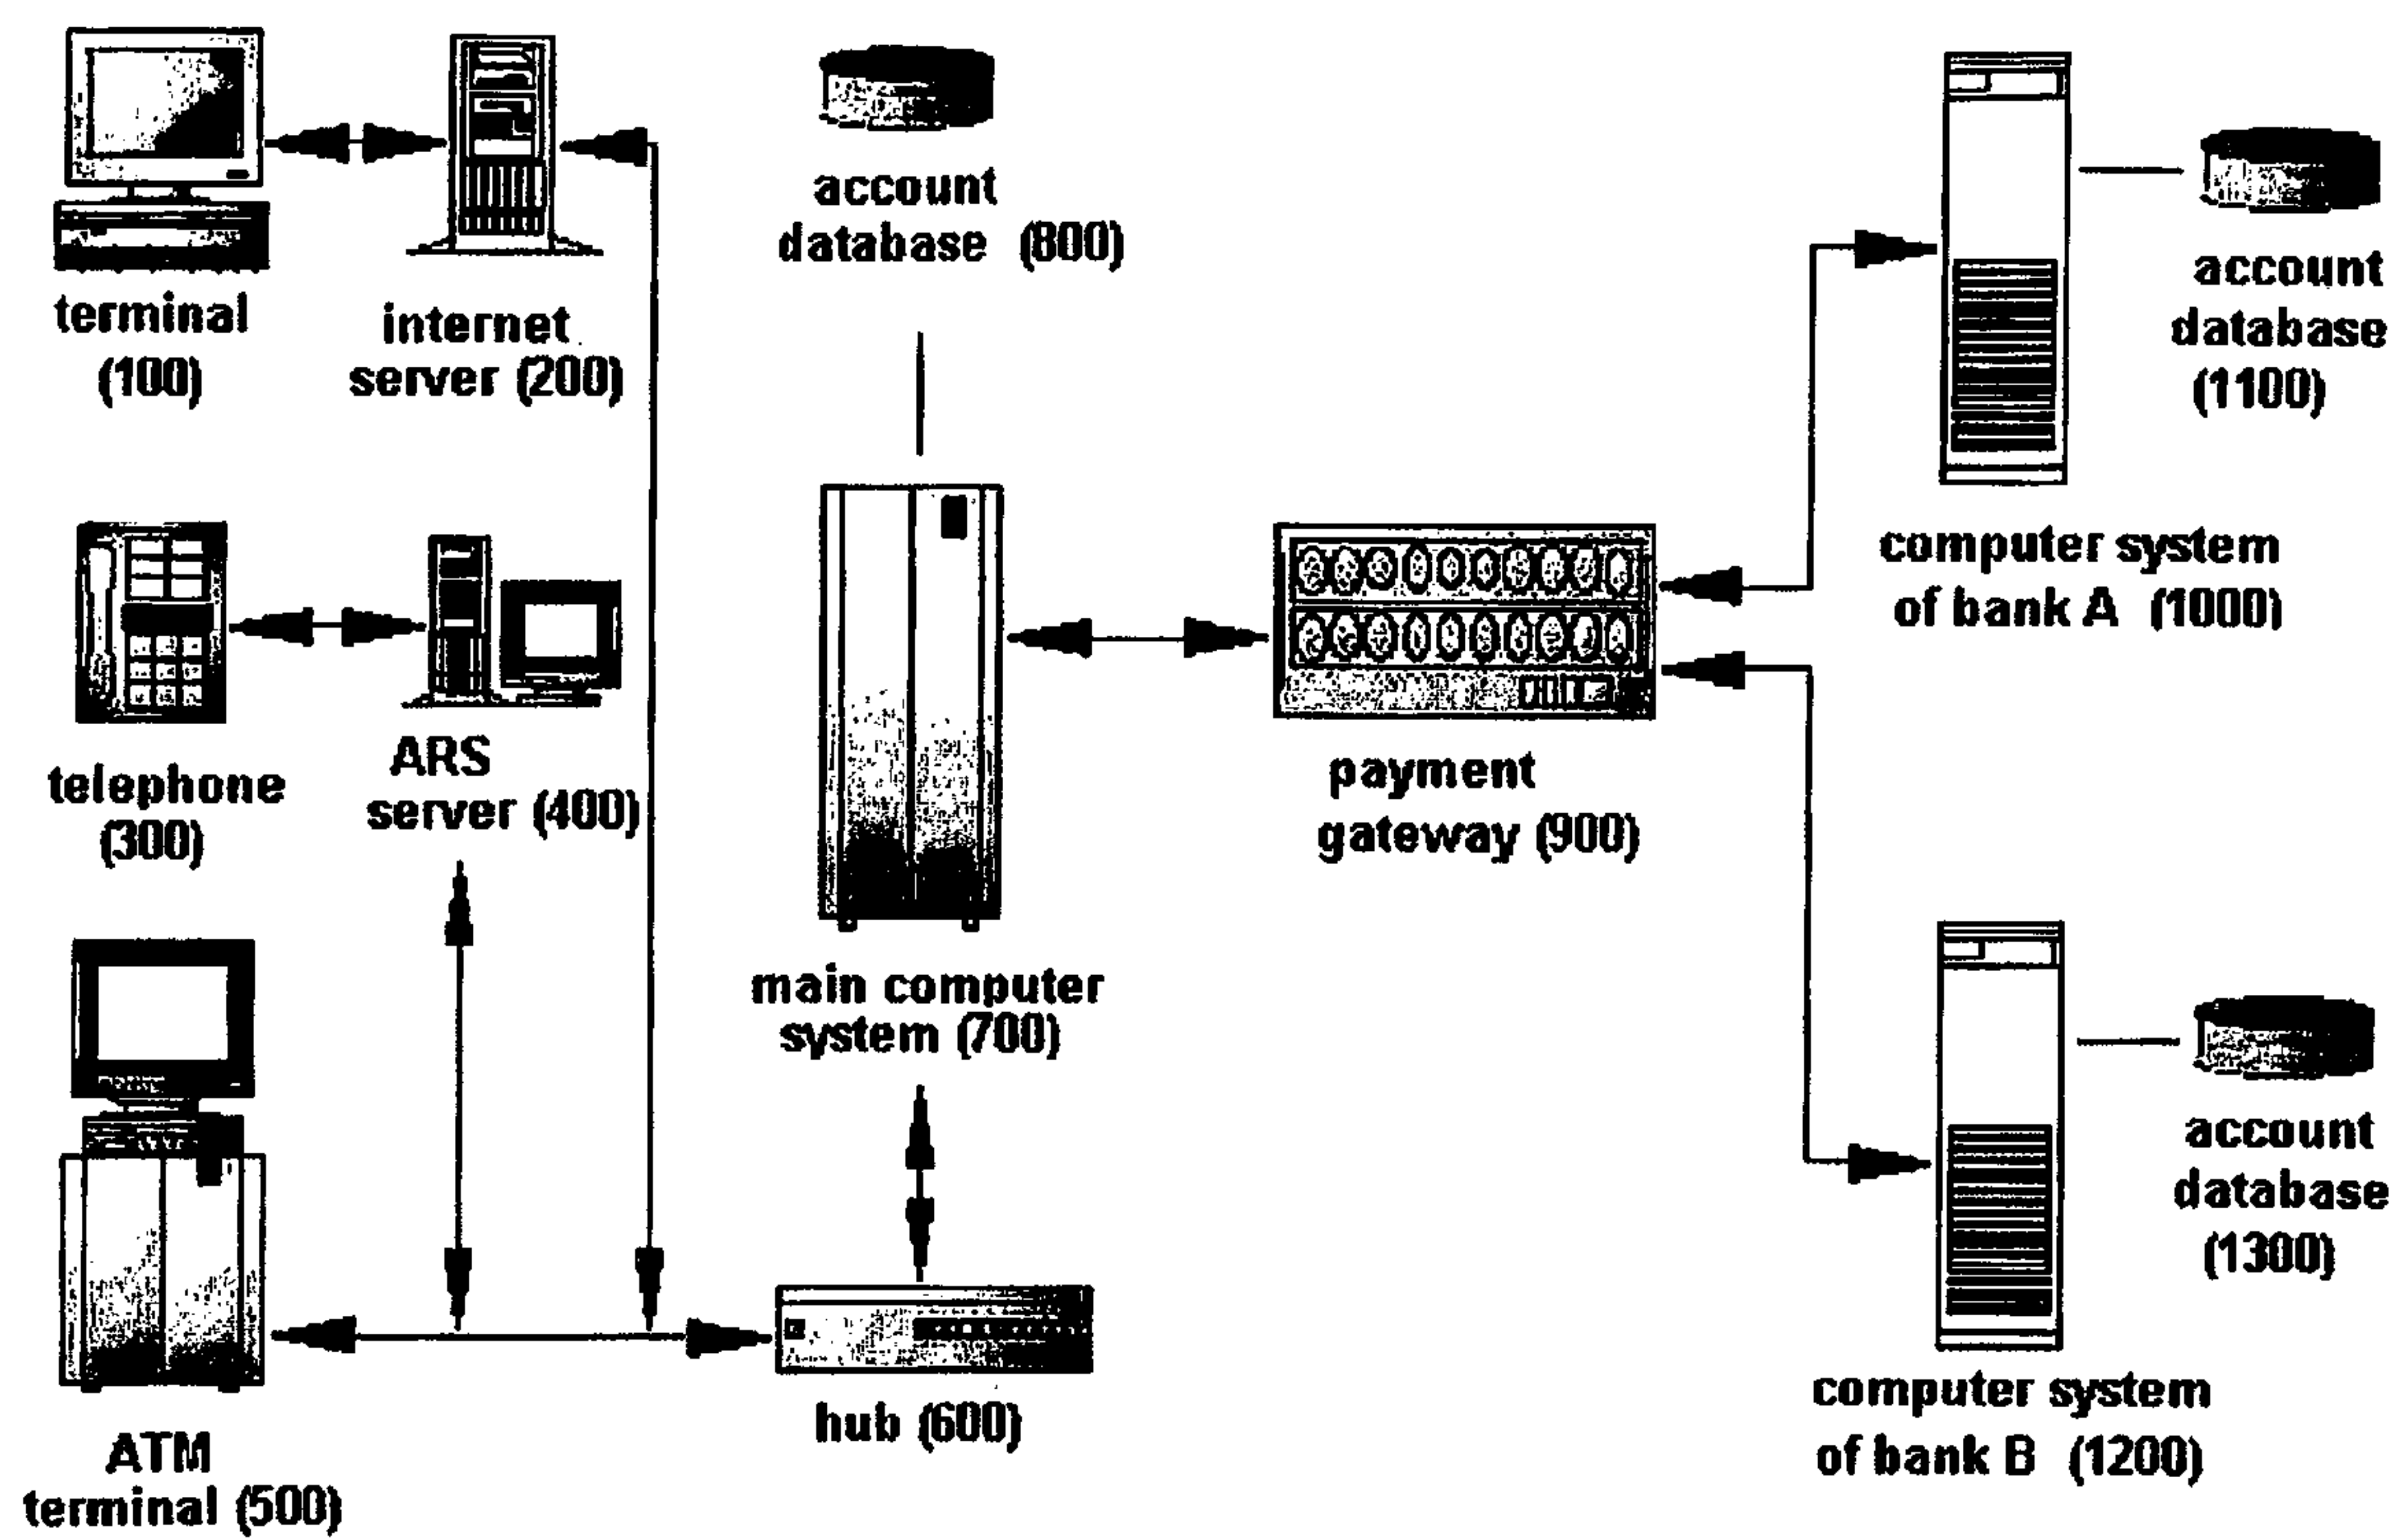 terminal
(100)
internet
server (200)
account
database (800)
account
database
(1100)
telephone
(300)
ARS
server (400)
payment
gateway (900)
computer system
of bank A (1000)
main computer
system (700)
ATM
terminal (500)
hub (600)
account
database
(1300)
computer system
of bank B (1200)